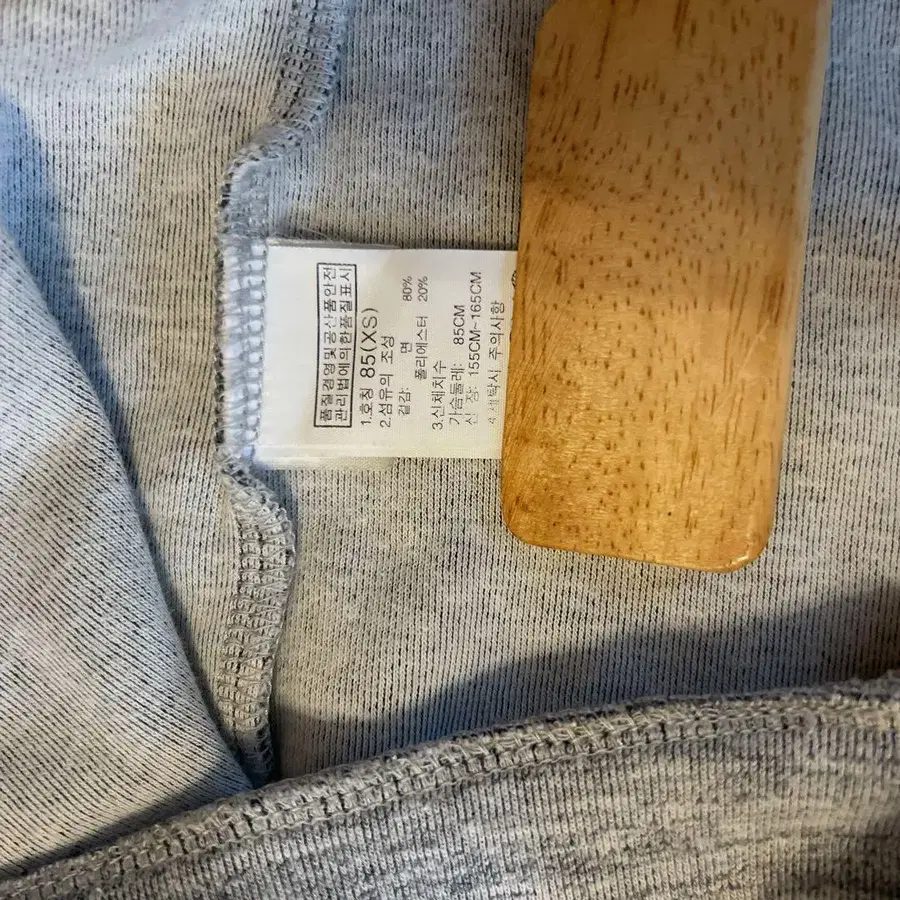 품질경영및공산품안전
관리법에의한품질표시
1.호칭 85(XS)
2.섬유의 조성
겉감: 면 80%
폴리에스터 20%
3.신체치수
가슴둘레: 85CM
신 장: 155CM~165CM
4.세탁시 주의사항